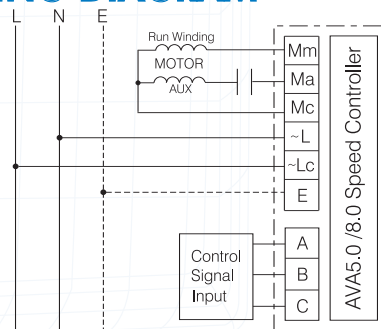 L N E
Run Winding
MOTOR
AUX
Mm
Ma
Mc
~L
~Lc
E
Control
Signal
Input
A
B
C
AVA5.0 /8.0 Speed Controller